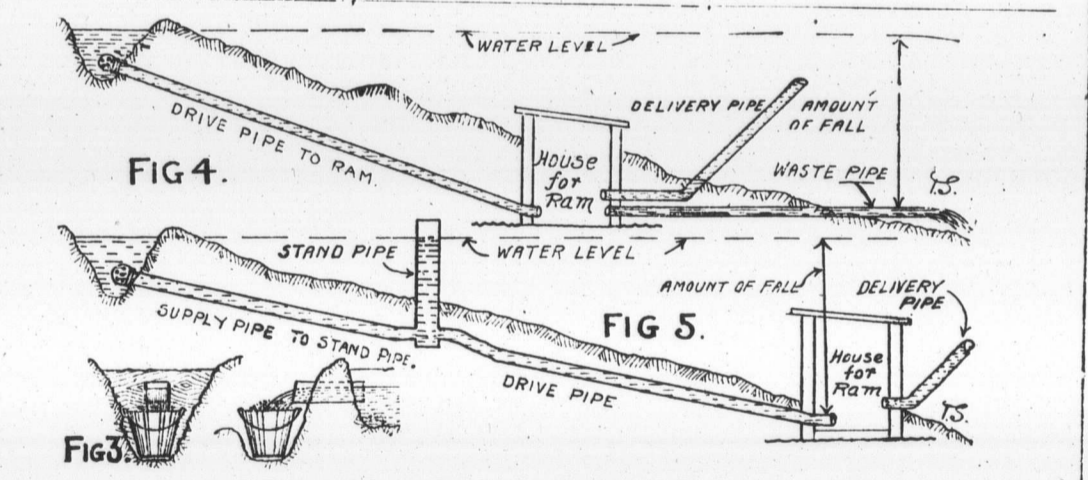 WATER LEVEL
DELIVERY PIPE
AMOUNT
OF FALL
DRIVE PIPE TO RAM
FIG 4.
House
for
Ram
WASTE PIPE
T.S.
STAND PIPE
WATER LEVEL
AMOUNT OF FALL
DELIVERY
PIPE
SUPPLY PIPE TO STAND PIPE
FIG 5.
DRIVE PIPE
House
for
Ram
T.S.
FIG 3.